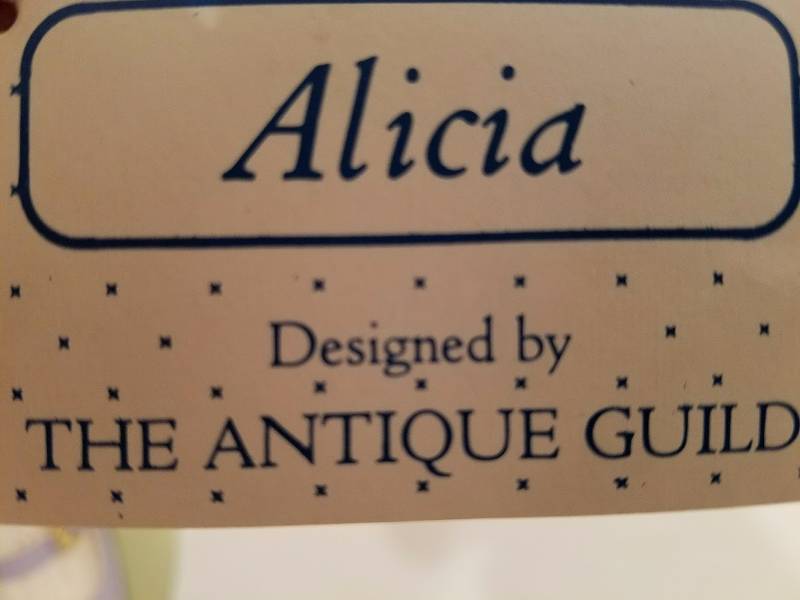 Alicia
Designed by
THE ANTIQUE GUILD